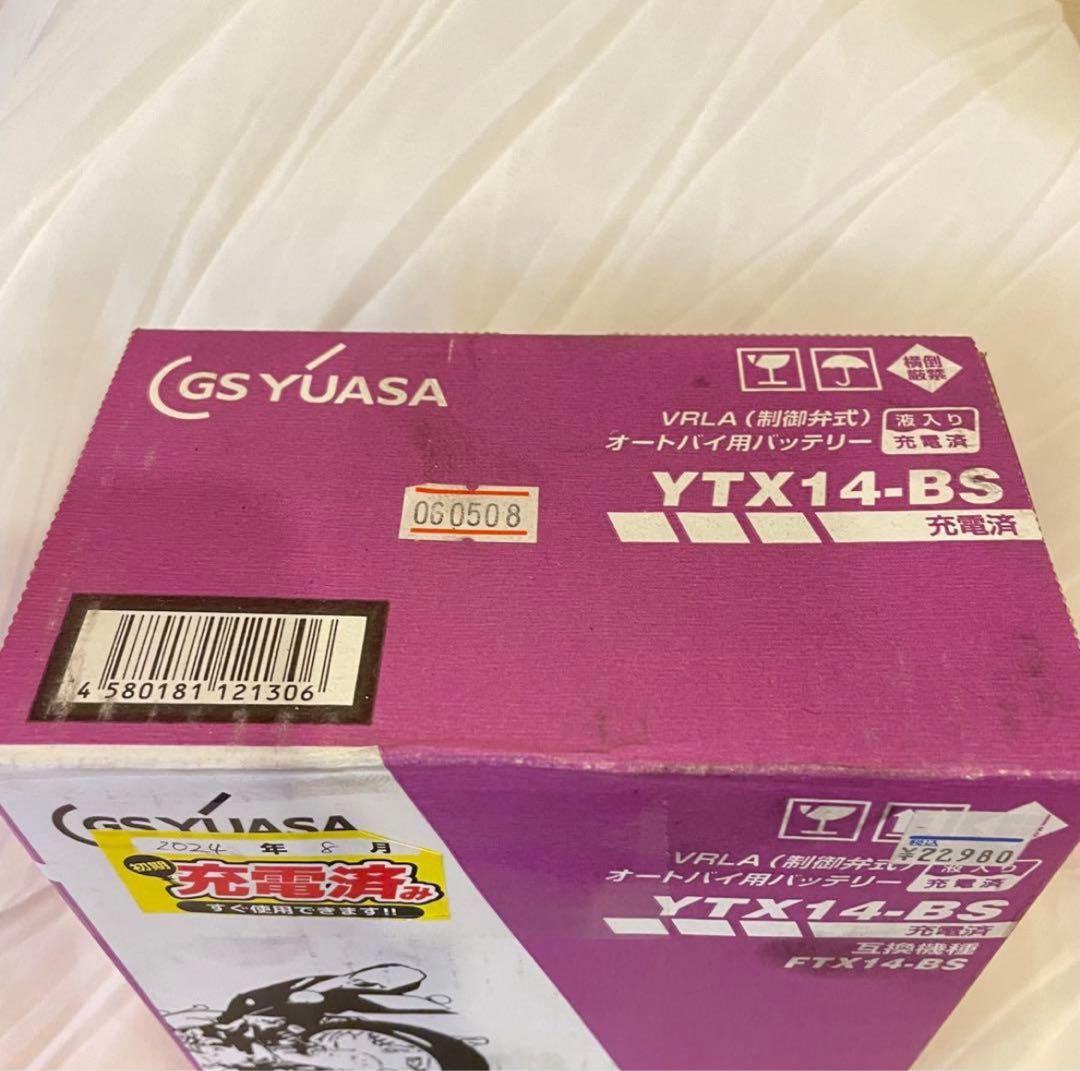 GS YUASA
横倒
厳禁
VRLA（制御弁式）
液入り
オートバイ用バッテリー
充電済
YTX14-BS
充電済
060508
4 580181 121306
GS YUASA
2024 年 8 月
初期
充電済み
すぐ使用できます!!
税込
¥22,980
VRLA（制御弁式）
液入り
オートバイ用バッテリー
充電済
YTX14-BS
充電済
互換機種
FTX14-BS